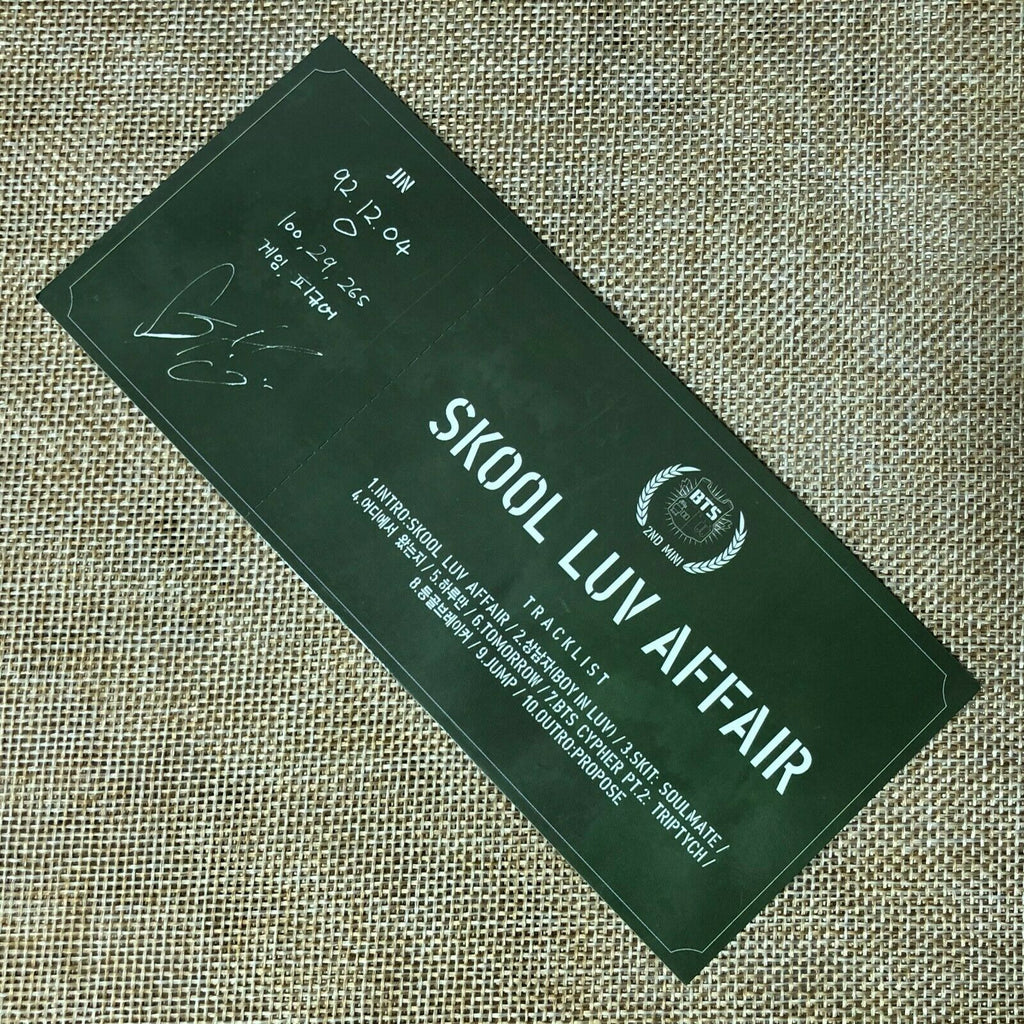 JIN
92.12.04
O
100, 29, 265
게임, 피규어
BTS
2ND MINI
SKOOL LUV AFFAIR
TRACKLIST
1.INTRO:SKOOL LUV AFFAIR / 2.상남자(BOY IN LUV) / 3.SKIT: SOULMATE /
4.어디에서 왔는지 / 5.하루만 / 6.TOMORROW / 7.BTS CYPHER PT.2: TRIPTYCH /
8.등골브레이커 / 9.JUMP / 10.OUTRO:PROPOSE